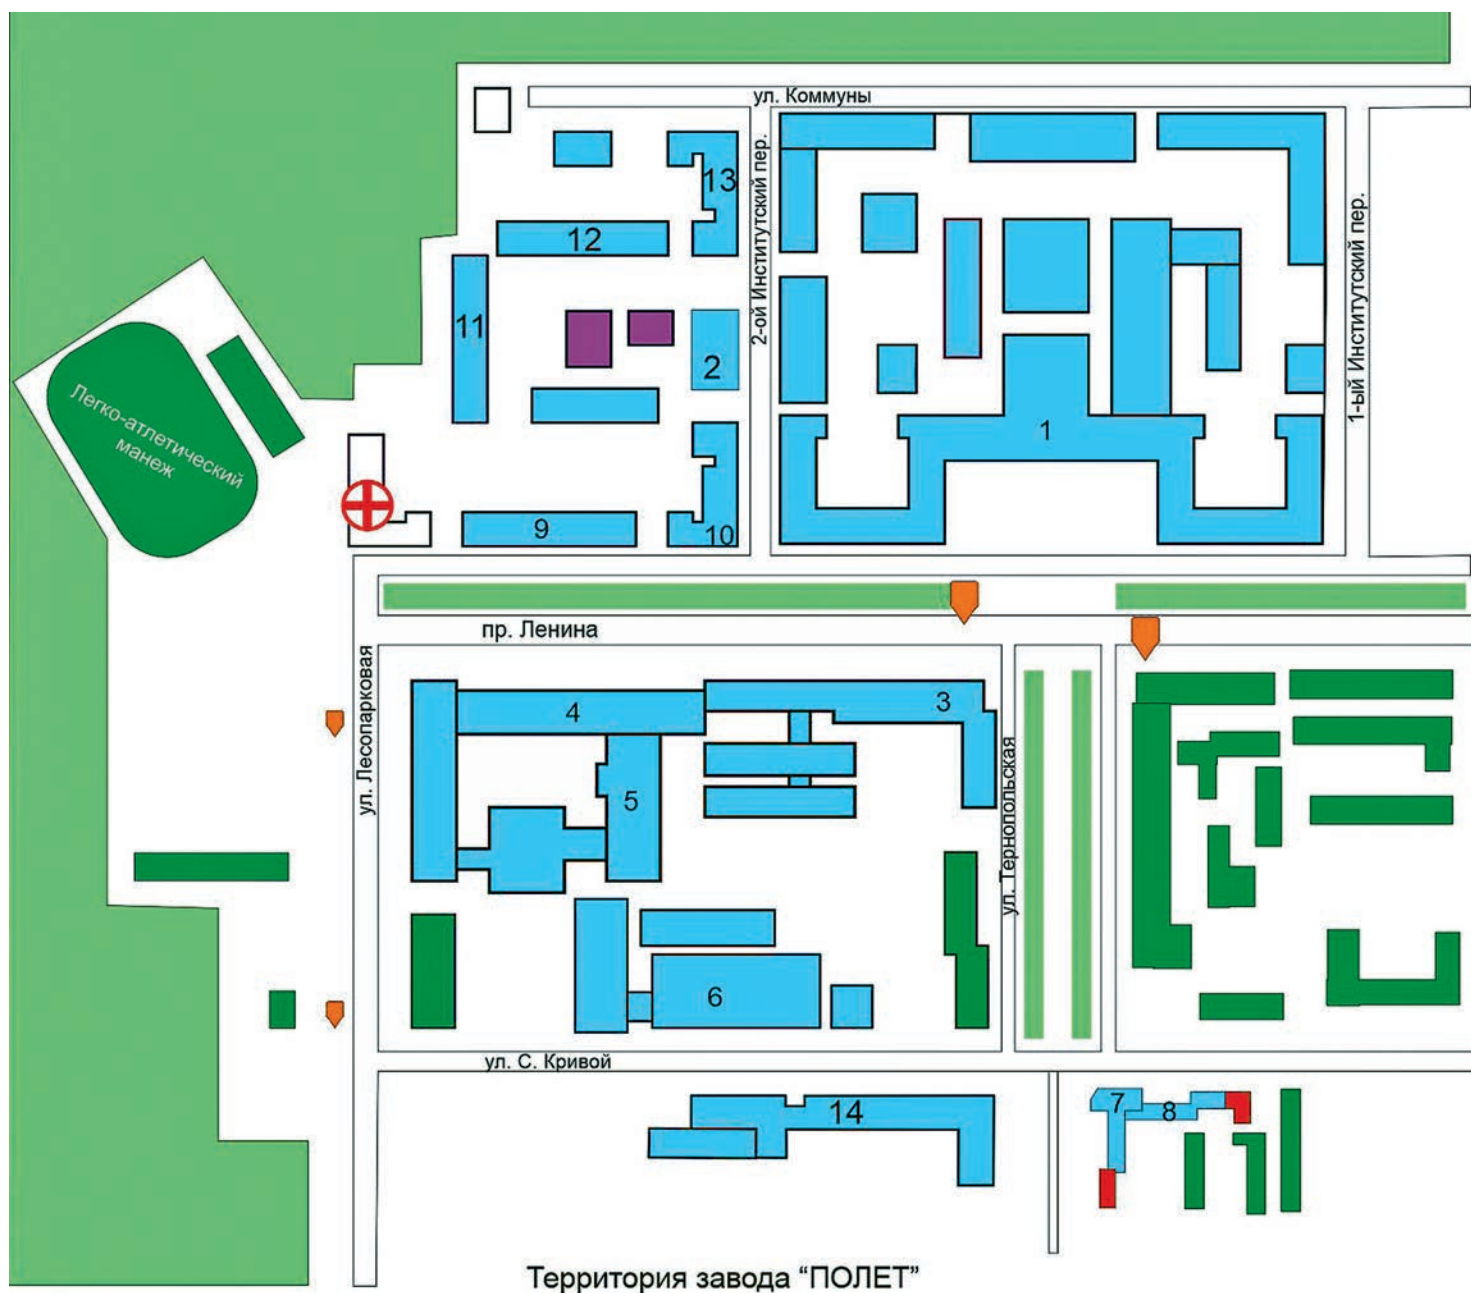 ул. Коммуны
13
2-ой Институтский пер.
1-ый Институтский пер.
12
11
2
Легко-атлетический
манеж
1
9
10
пр. Ленина
ул. Лесопарковая
4
3
5
ул. Тернопольская
6
ул. С. Кривой
7
8
14
Территория завода “ПОЛЕТ”